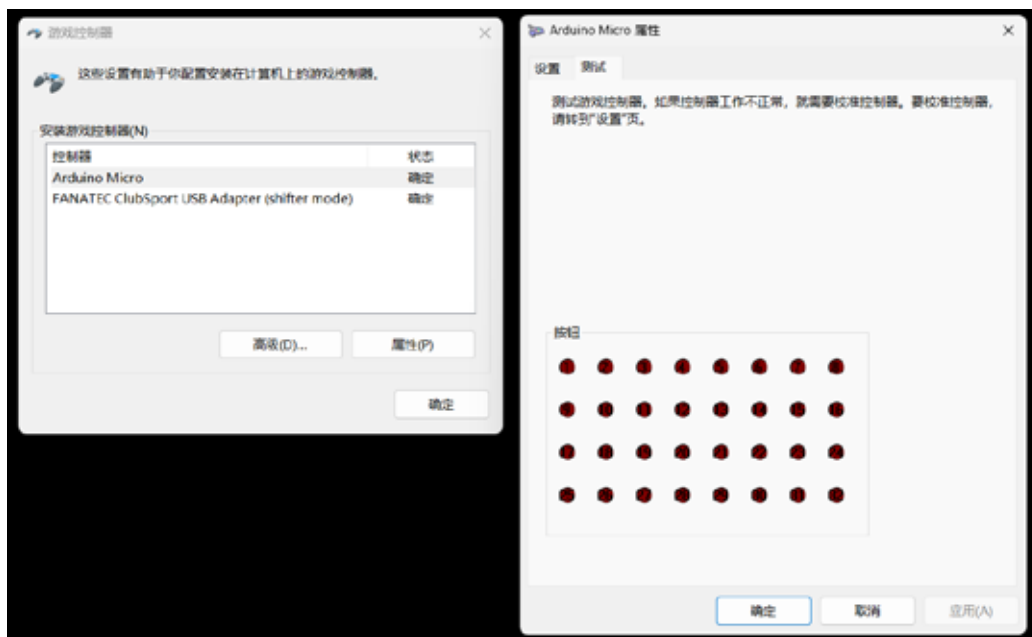 游戏控制器
这些设置有助于你配置安装在计算机上的游戏控制器。
安装游戏控制器(N)
控制器 状态
Arduino Micro 确定
FANATEC ClubSport USB Adapter (shifter mode) 确定
高级(D)... 属性(P)
确定
Arduino Micro 属性
设置 测试
测试游戏控制器。如果控制器工作不正常，就需要校准控制器。要校准控制器，
请转到"设置"页。
按钮
确定 取消 应用(A)